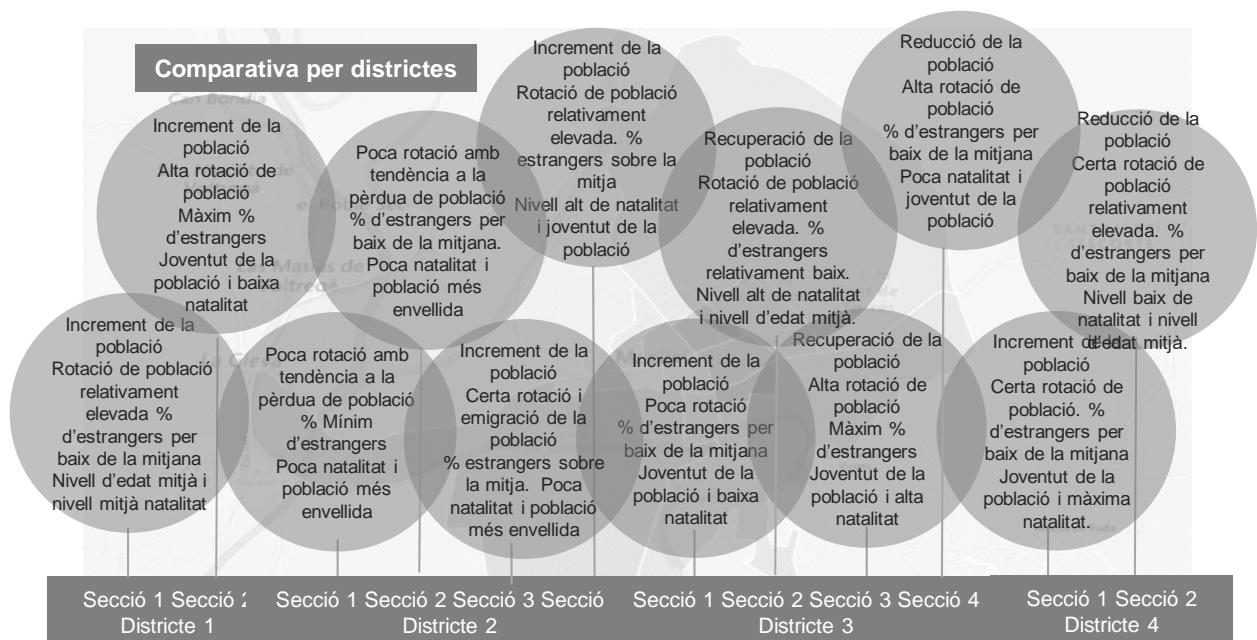 Comparativa per districtes
Increment de la
població
Rotació de població
relativament
elevada %
d'estrangers per
baix de la mitjana
Nivell d'edat mitjà i
nivell mitjà natalitat
Increment de la
població
Alta rotació de
població
Màxim %
d'estrangers
Joventut de la
població i baixa
natalitat
Poca rotació amb
tendència a la
pèrdua de població
% Mínim
d'estrangers
Poca natalitat i
població més
envellida
Poca rotació amb
tendència a la
pèrdua de població
% d'estrangers per
baix de la mitjana.
Poca natalitat i
població més
envellida
Increment de la
població
Certa rotació i
emigració de la
població
% estrangers sobre
la mitja. Poca
natalitat i població
més envellida
Increment de la
població
Rotació de població
relativament
elevada. %
estrangers sobre la
mitja
Nivell alt de natalitat
i joventut de la
població
Increment de la
població
Poca rotació
% d'estrangers per
baix de la mitjana
Joventut de la
població i baixa
natalitat
Recuperació de la
població
Rotació de població
relativament
elevada. %
d'estrangers
relativament baix.
Nivell alt de natalitat
i nivell d'edat mitjà.
Recuperació de la
població
Alta rotació de
població
Màxim %
d'estrangers
Joventut de la
població i alta
natalitat
Reducció de la
població
Alta rotació de
població
% d'estrangers per
baix de la mitjana
Poca natalitat i
joventut de la
població
Increment de la
població
Certa rotació de
població. %
d'estrangers per
baix de la mitjana
Joventut de la
població i màxima
natalitat.
Reducció de la
població
Certa rotació de
població
relativament
elevada. %
d'estrangers per
baix de la mitjana
Nivell baix de
natalitat i nivell
d'edat mitjà.
Secció 1 Secció 2
Districte 1
Secció 1 Secció 2 Secció 3 Secció
Districte 2
Secció 1 Secció 2 Secció 3 Secció 4
Districte 3
Secció 1 Secció 2
Districte 4